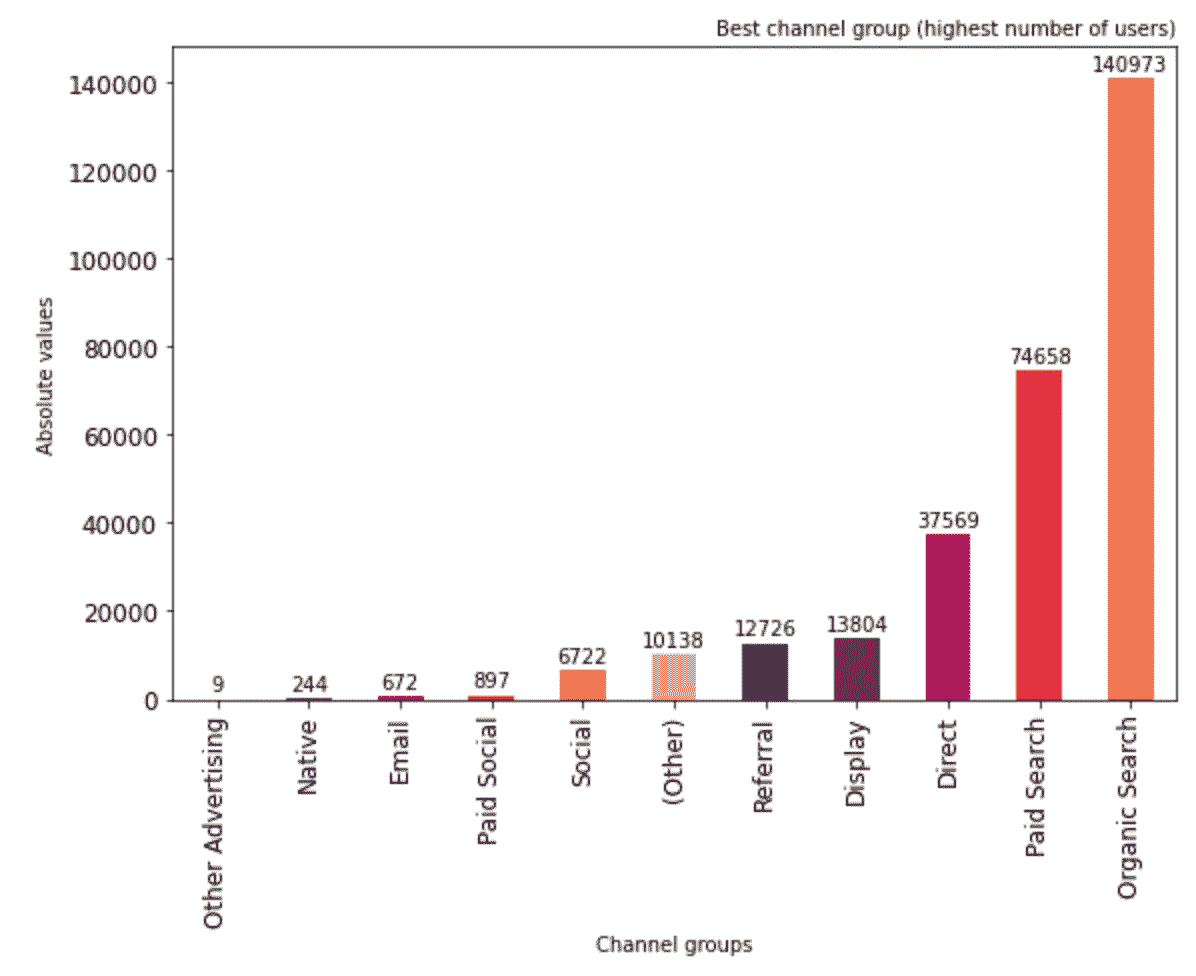 Best channel group (highest number of users)
140973
140000
120000
100000
80000
74658
60000
40000
37569
20000
13804
12726
10138
6722
897
672
244
9
0
Absolute values
Other Advertising
Native
Email
Paid Social
Social
(Other)
Referral
Display
Direct
Paid Search
Organic Search
Channel groups